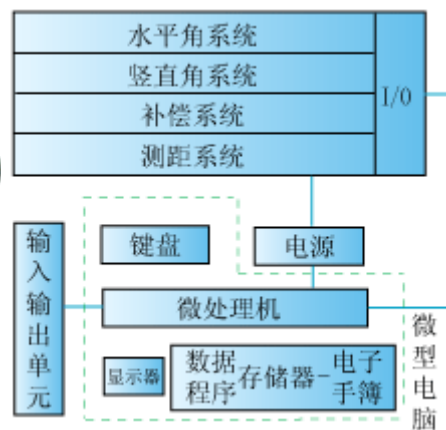 水平角系统
竖直角系统
补偿系统
测距系统
I/0
输入输出单元
键盘
电源
微处理机
显示器
数据程序存储器-电子手簿
微型电脑